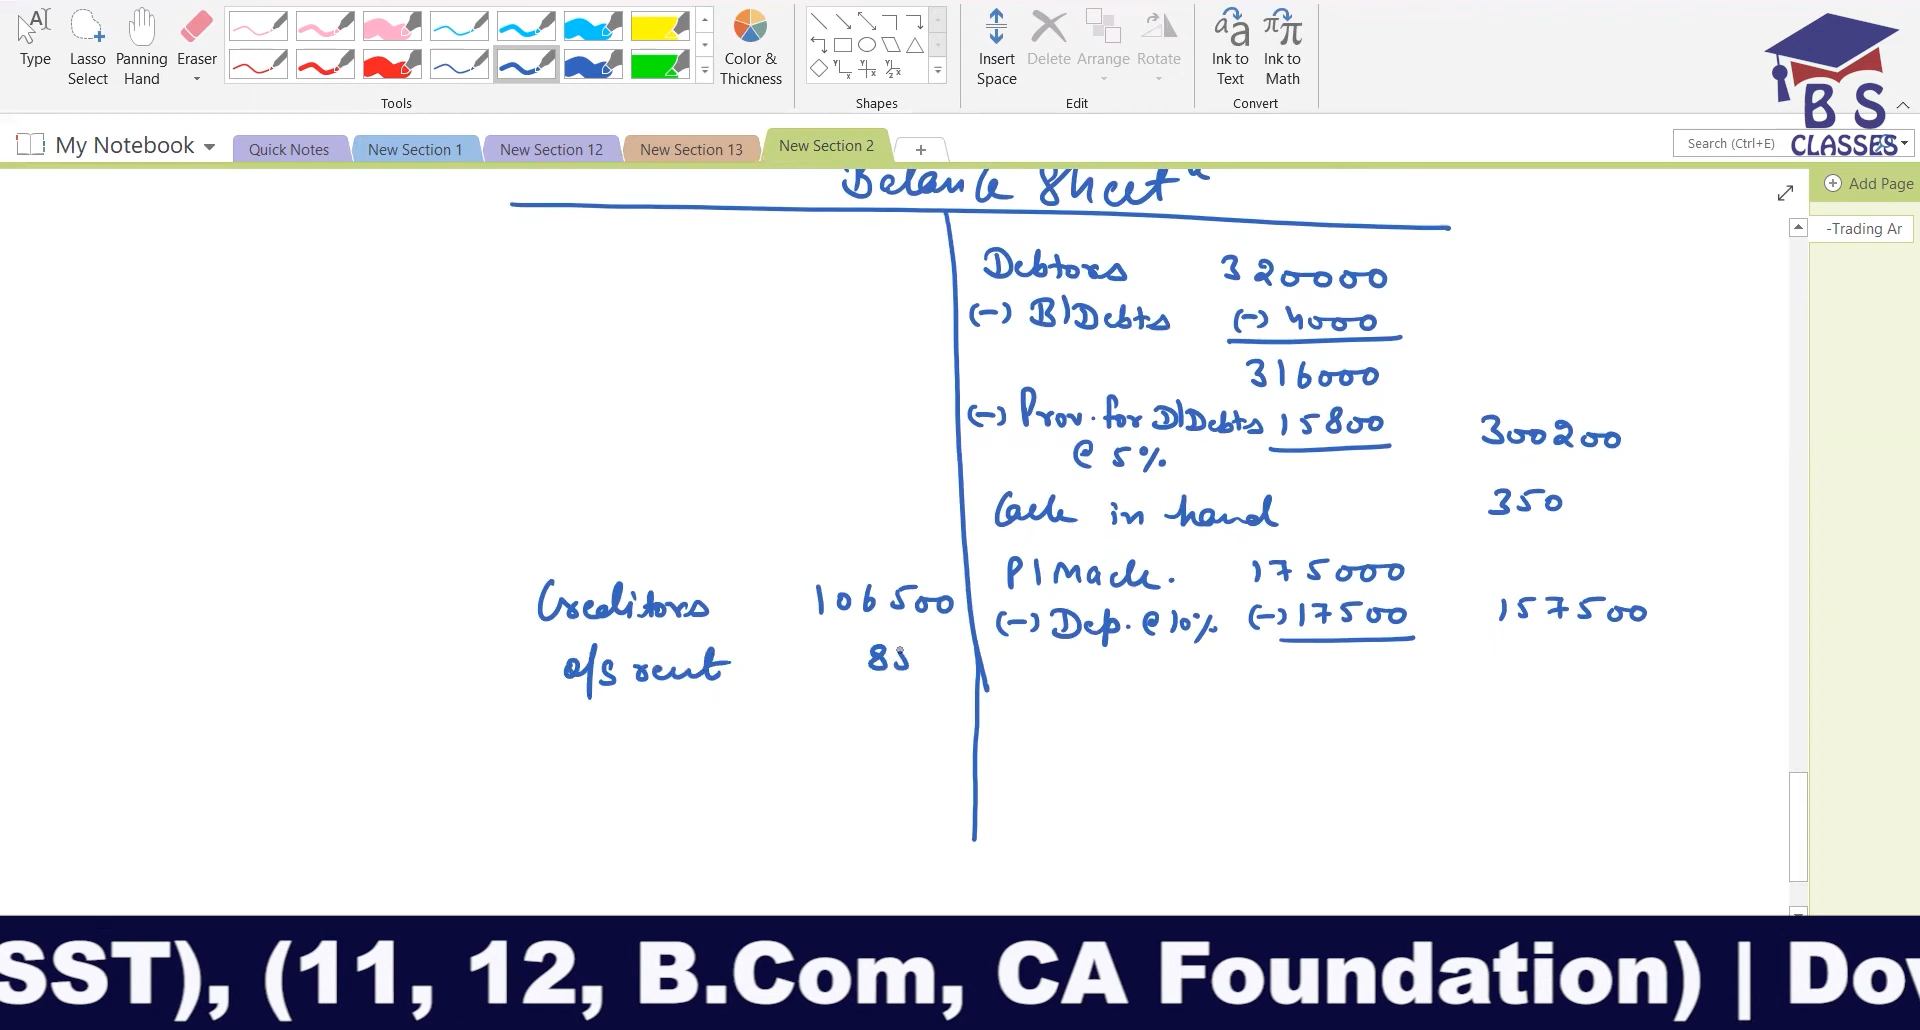 Type
Lasso
Select
Panning
Hand
Eraser
Color &
Thickness
Insert
Space
Delete
Arrange
Rotate
Ink to
Text
Ink to
Math
Tools
Shapes
Edit
Convert
B S
CLASSES
My Notebook
Quick Notes
New Section 1
New Section 12
New Section 13
New Section 2
+
Search (Ctrl+E)
Add Page
-Trading Ar
Balance Sheet
Debtors 320000
(-) B/Debts (-) 4000
316000
(-) Prov. for D/Debts 15800 300200
@ 5%
Cash in hand 350
P/Mach. 175000
(-) Dep. @ 10% (-) 17500 157500
Creditors 106500
o/s rent 85
SST), (11, 12, B.Com, CA Foundation) | Dov